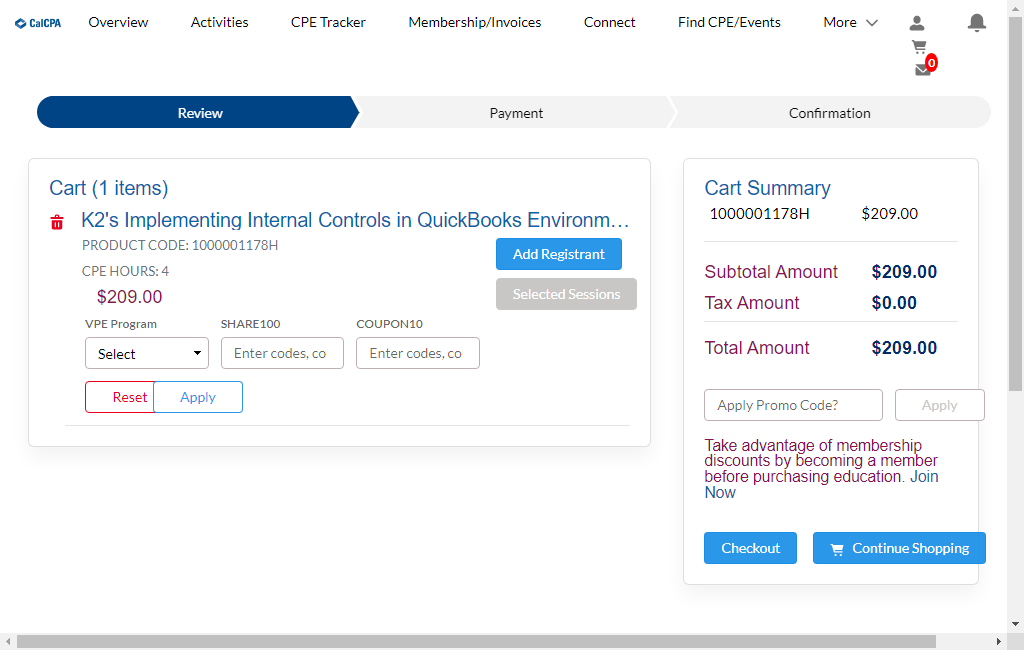 CalCPA Overview Activities CPE Tracker Membership/Invoices Connect Find CPE/Events More
0
Review Payment Confirmation
Cart (1 items)
K2's Implementing Internal Controls in QuickBooks Environm...
PRODUCT CODE: 1000001178H
Add Registrant
CPE HOURS: 4
$209.00
Selected Sessions
VPE Program SHARE100 COUPON10
Select Enter codes, co Enter codes, co
Reset Apply
Cart Summary
1000001178H $209.00
Subtotal Amount $209.00
Tax Amount $0.00
Total Amount $209.00
Apply Promo Code? Apply
Take advantage of membership
discounts by becoming a member
before purchasing education. Join
Now
Checkout Continue Shopping